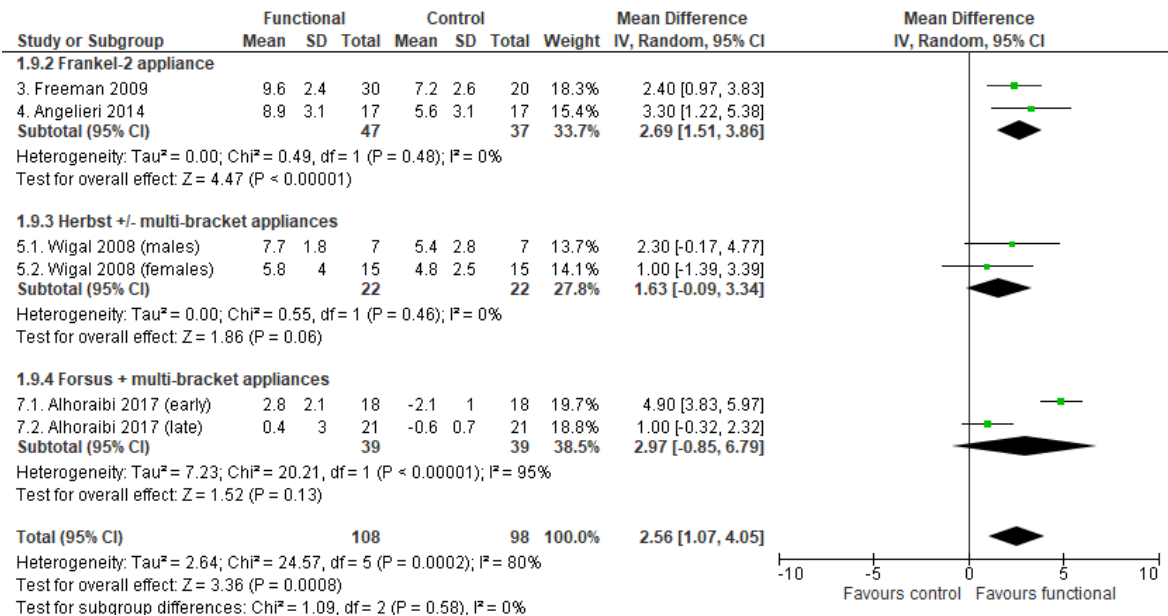 Functional Control Mean Difference Mean Difference
Study or Subgroup Mean SD Total Mean SD Total Weight IV, Random, 95% CI IV, Random, 95% CI
1.9.2 Frankel-2 appliance
3. Freeman 2009 9.6 2.4 30 7.2 2.6 20 18.3% 2.40 [0.97, 3.83]
4. Angelieri 2014 8.9 3.1 17 5.6 3.1 17 15.4% 3.30 [1.22, 5.38]
Subtotal (95% CI) 47 37 33.7% 2.69 [1.51, 3.86]
Heterogeneity: Tau² = 0.00; Chi² = 0.49, df = 1 (P = 0.48); I² = 0%
Test for overall effect: Z = 4.47 (P < 0.00001)
1.9.3 Herbst +/- multi-bracket appliances
5.1. Wigal 2008 (males) 7.7 1.8 7 5.4 2.8 7 13.7% 2.30 [-0.17, 4.77]
5.2. Wigal 2008 (females) 5.8 4 15 4.8 2.5 15 14.1% 1.00 [-1.39, 3.39]
Subtotal (95% CI) 22 22 27.8% 1.63 [-0.09, 3.34]
Heterogeneity: Tau² = 0.00; Chi² = 0.55, df = 1 (P = 0.46); I² = 0%
Test for overall effect: Z = 1.86 (P = 0.06)
1.9.4 Forsus + multi-bracket appliances
7.1. Alhoraibi 2017 (early) 2.8 2.1 18 -2.1 1 18 19.7% 4.90 [3.83, 5.97]
7.2. Alhoraibi 2017 (late) 0.4 3 21 -0.6 0.7 21 18.8% 1.00 [-0.32, 2.32]
Subtotal (95% CI) 39 39 38.5% 2.97 [-0.85, 6.79]
Heterogeneity: Tau² = 7.23; Chi² = 20.21, df = 1 (P < 0.00001); I² = 95%
Test for overall effect: Z = 1.52 (P = 0.13)
Total (95% CI) 108 98 100.0% 2.56 [1.07, 4.05]
Heterogeneity: Tau² = 2.64; Chi² = 24.57, df = 5 (P = 0.0002); I² = 80%
Test for overall effect: Z = 3.36 (P = 0.0008)
Test for subgroup differences: Chi² = 1.09, df = 2 (P = 0.58), I² = 0%
-10 -5 0 5 10
Favours control Favours functional